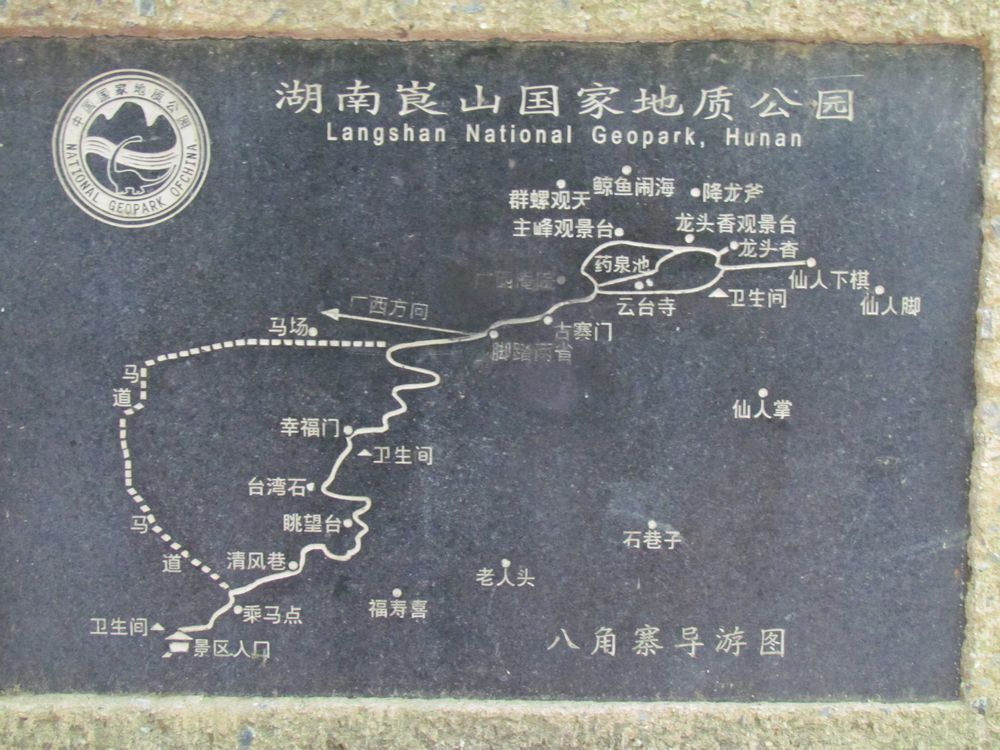 湖南崀山国家地质公园
Langshan National Geopark, Hunan
中国国家地质公园
NATIONAL GEOPARK OFCHINA
鲸鱼闹海
群螺观天
降龙斧
主峰观景台
龙头香观景台
龙头香
药泉池
仙人下棋
卫生间
仙人脚
云台寺
广西方向
马场
古寨门
脚踏两省
马
道
仙人掌
幸福门
卫生间
台湾石
眺望台
马
道
石巷子
清风巷
老人头
福寿喜
乘马点
卫生间
景区入口
八角寨导游图